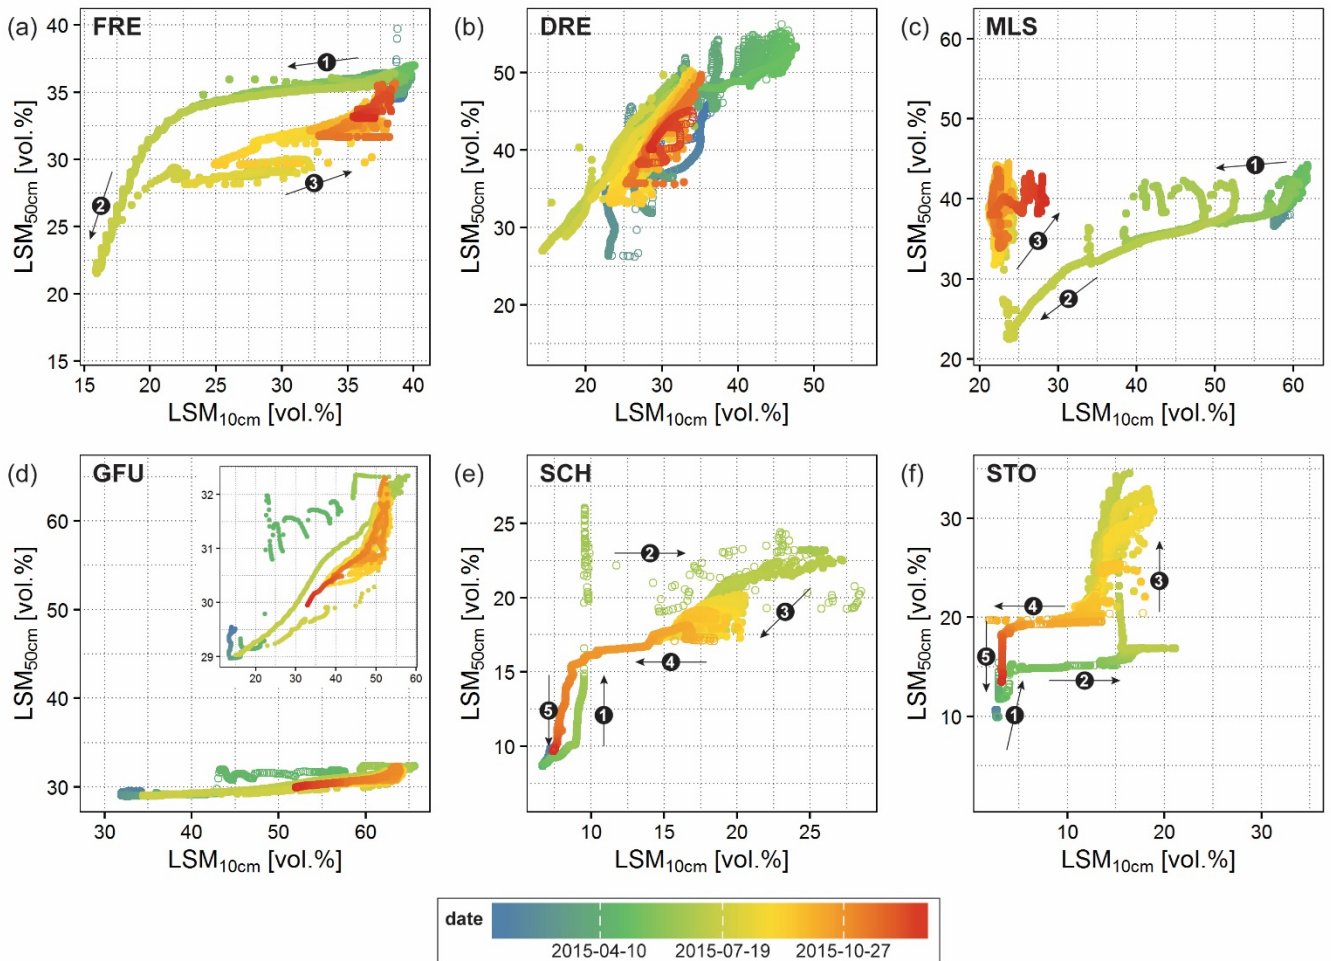 (a) FRE
LSM50cm [vol.%]
40
35
30
25
20
15
15 20 25 30 35 40
LSM10cm [vol.%]
1
2
3
(b) DRE
LSM50cm [vol.%]
50
40
30
20
20 30 40 50
LSM10cm [vol.%]
(c) MLS
LSM50cm [vol.%]
60
50
40
30
20
20 30 40 50 60
LSM10cm [vol.%]
1
2
3
(d) GFU
LSM50cm [vol.%]
60
50
40
30
30 40 50 60
LSM10cm [vol.%]
32
31
30
29
20 30 40 50 60
(e) SCH
LSM50cm [vol.%]
25
20
15
10
10 15 20 25
LSM10cm [vol.%]
2
3
4
5
1
(f) STO
LSM50cm [vol.%]
30
20
10
10 20 30
LSM10cm [vol.%]
3
4
5
2
1
date
2015-04-10 2015-07-19 2015-10-27